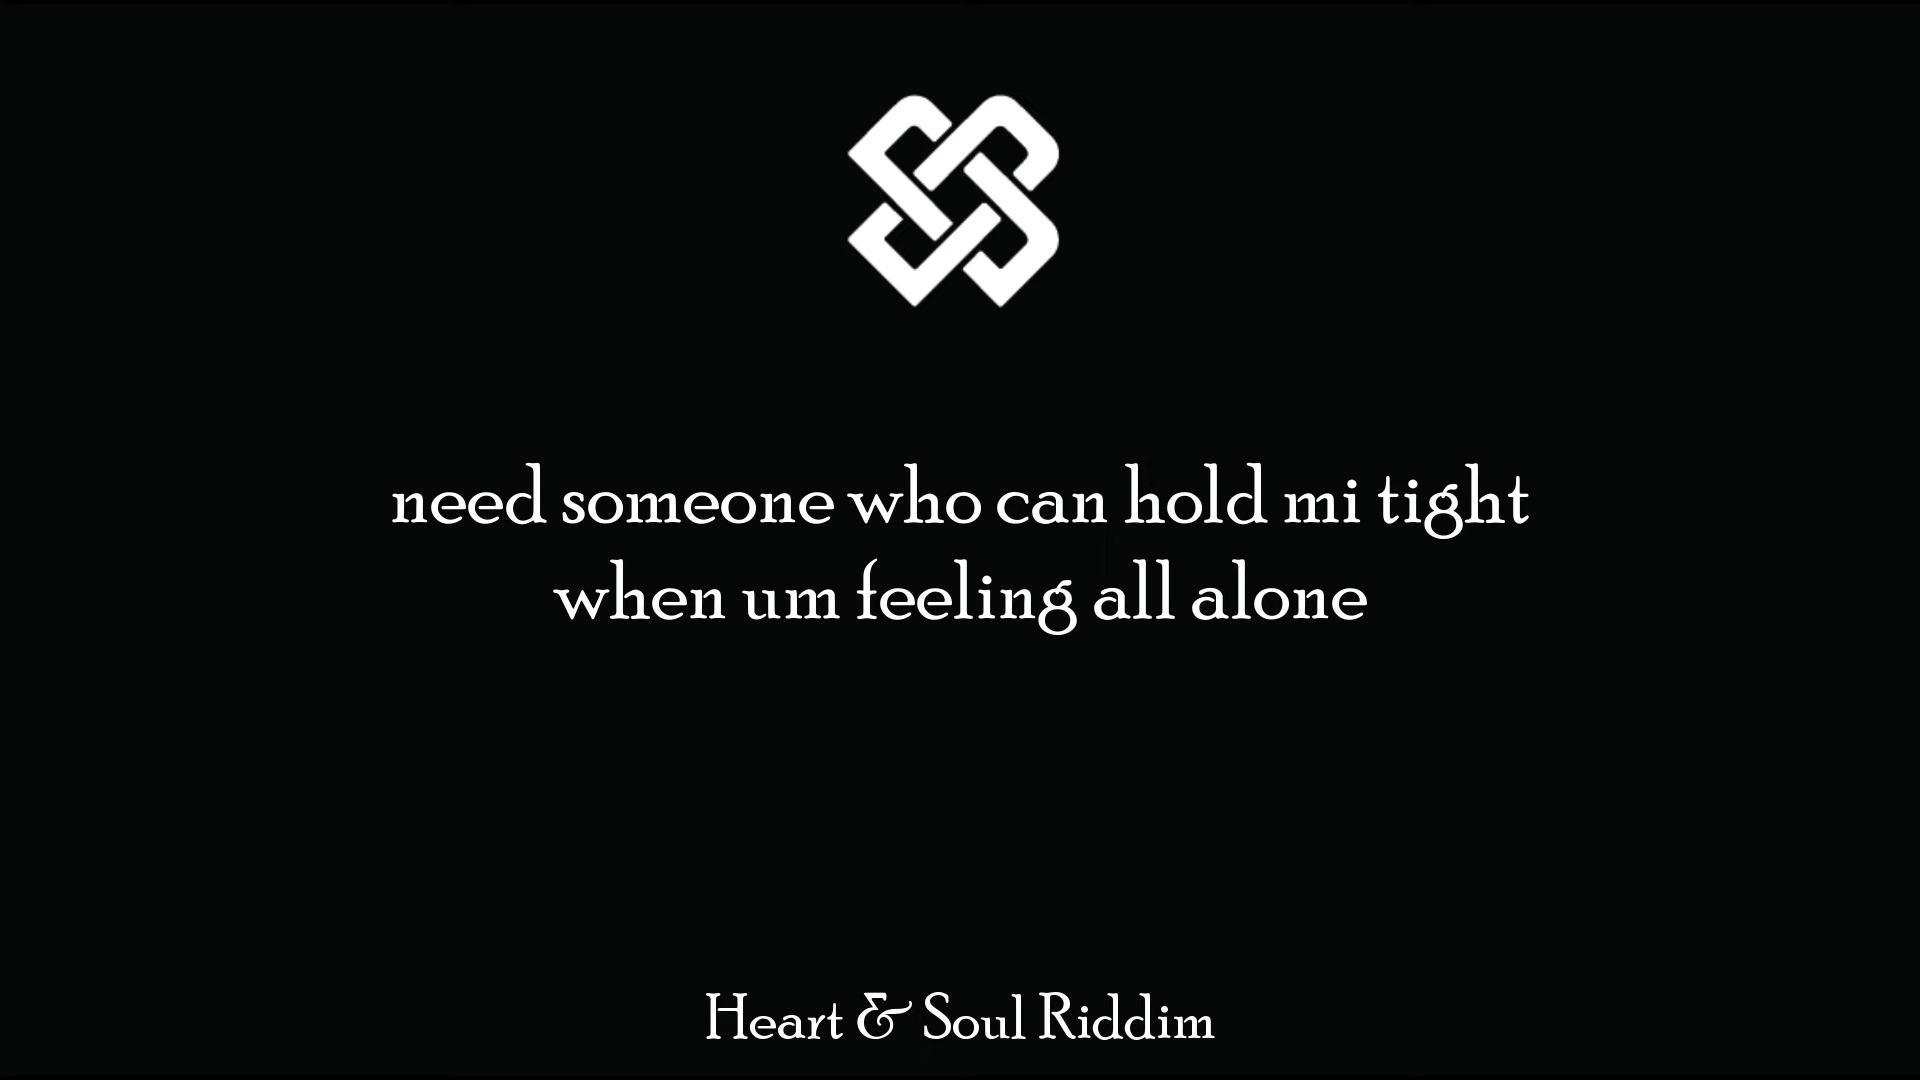 need someone who can hold mi tight
when um feeling all alone
Heart & Soul Riddim